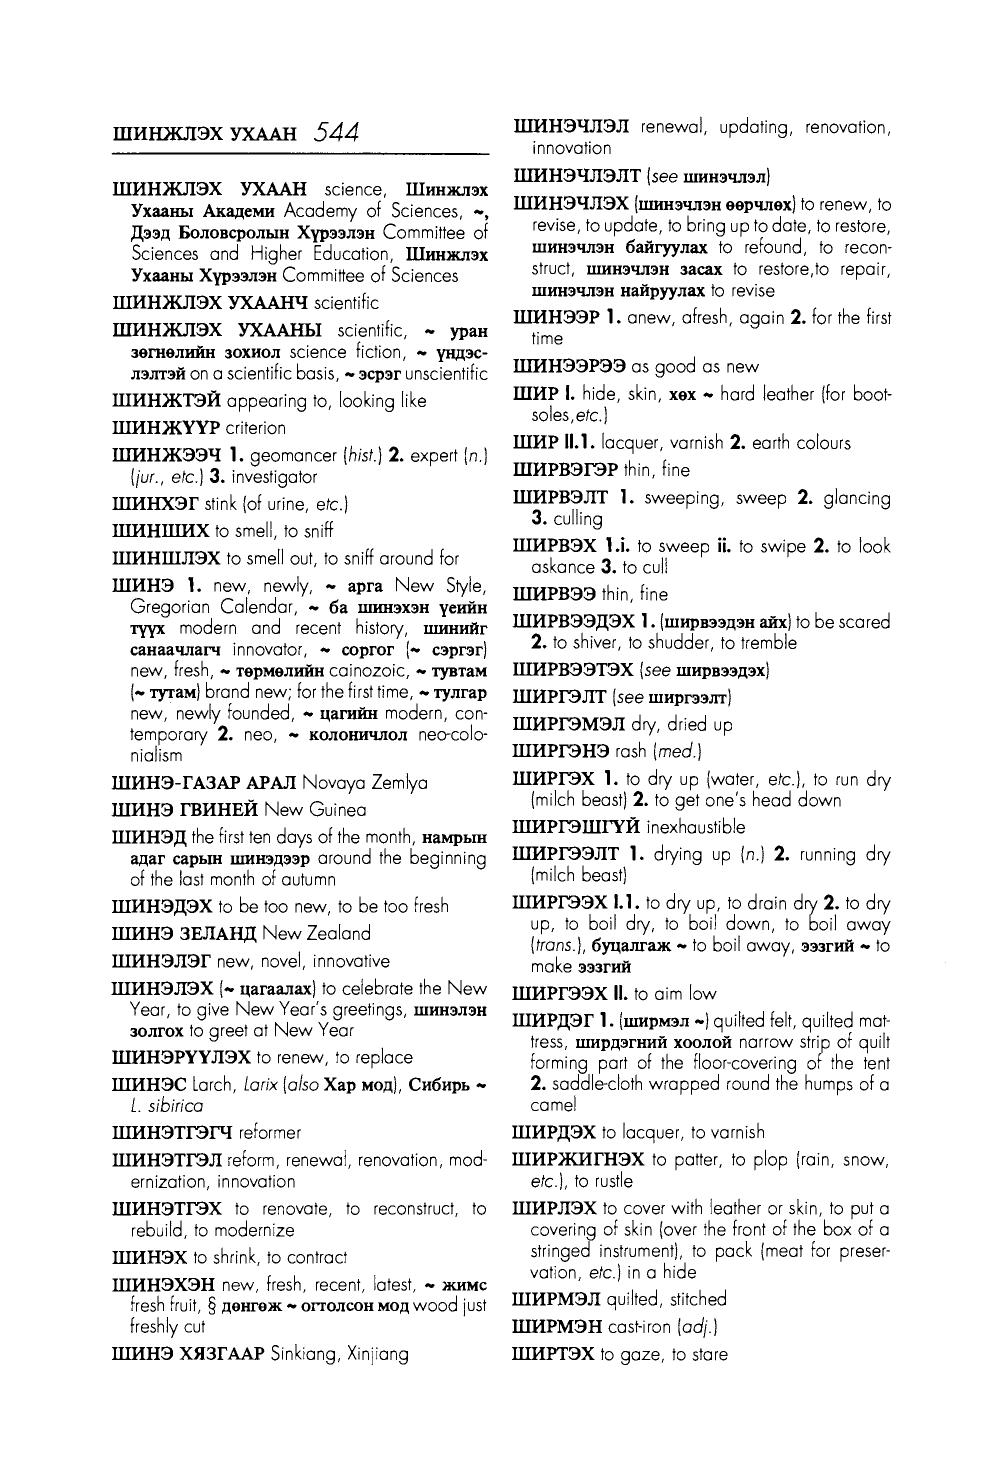 ШИНЖЛЭХ УХААН 544
ШИНЖЛЭХ УХААН science, Шинжлэх
Ухааны Академи Academy of Sciences, ~,
Дээд Боловсролын Хүрээлэн Committee of
Sciences and Higher Education, Шинжлэх
Ухааны Хүрээлэн Committee of Sciences
ШИНЖЛЭХ УХААНЧ scientific
ШИНЖЛЭХ УХААНЫ scientific, ~ уран
зөгнөлийн зохиол science fiction, ~ үндэс-
лэлтэй on a scientific basis, ~ эсрэг unscientific
ШИНЖТЭЙ appearing to, looking like
ШИНЖҮҮР criterion
ШИНЖЭЭЧ 1. geomancer (hist.) 2. expert (n.)
(jur., etc.) 3. investigator
ШИНХЭГ stink (of urine, etc.)
ШИНШИХ to smell, to sniff
ШИНШЛЭХ to smell out, to sniff around for
ШИНЭ 1. new, newly, ~ арга New Style,
Gregorian Calendar, ~ ба шинэхэн үеийн
түүх modern and recent history, шинийг
санаачлагч innovator, ~ соргог (~ сэргэг)
new, fresh, ~ төрмөлийн cainozoic, ~ тувтам
(~ тутам) brand new; for the first time, ~ тулгар
new, newly founded, ~ цагийн modern, con-
temporary 2. neo, ~ колоничлол neo-colo-
nialism
ШИНЭ-ГАЗАР АРАЛ Novaya Zemlya
ШИНЭ ГВИНЕЙ New Guinea
ШИНЭД the first ten days of the month, намрын
адаг сарын шинэдээр around the beginning
of the last month of autumn
ШИНЭДЭХ to be too new, to be too fresh
ШИНЭ ЗЕЛАНД New Zealand
ШИНЭЛЭГ new, novel, innovative
ШИНЭЛЭХ (~ цагаалах) to celebrate the New
Year, to give New Year's greetings, шинэлэн
золгох to greet at New Year
ШИНЭРҮҮЛЭХ to renew, to replace
ШИНЭС Larch, Larix (also Хар мод), Сибирь ~
L. sibirica
ШИНЭТГЭГЧ reformer
ШИНЭТГЭЛ reform, renewal, renovation, mod-
ernization, innovation
ШИНЭТГЭХ to renovate, to reconstruct, to
rebuild, to modernize
ШИНЭХ to shrink, to contract
ШИНЭХЭН new, fresh, recent, latest, ~ жимс
fresh fruit, § дөнгөж ~ огтолсон мод wood just
freshly cut
ШИНЭ ХЯЗГААР Sinkiang, Xinjiang
ШИНЭЧЛЭЛ renewal, updating, renovation,
innovation
ШИНЭЧЛЭЛТ (see шинэчлэл)
ШИНЭЧЛЭХ (шинэчлэн өөрчлөх) to renew, to
revise, to update, to bring up to date, to restore,
шинэчлэн байгуулах to refound, to recon-
struct, шинэчлэн засах to restore,to repair,
шинэчлэн найруулах to revise
ШИНЭЭР 1. anew, afresh, again 2. for the first
time
ШИНЭЭРЭЭ as good as new
ШИР I. hide, skin, хөх ~ hard leather (for boot-
soles,etc.)
ШИР II.1. lacquer, varnish 2. earth colours
ШИРВЭГЭР thin, fine
ШИРВЭЛТ 1. sweeping, sweep 2. glancing
3. culling
ШИРВЭХ 1.i. to sweep ii. to swipe 2. to look
askance 3. to cull
ШИРВЭЭ thin, fine
ШИРВЭЭДЭХ 1. (ширвээдэн айх) to be scared
2. to shiver, to shudder, to tremble
ШИРВЭЭТЭХ (see ширвээдэх)
ШИРГЭЛТ (see ширгээлт)
ШИРГЭМЭЛ dry, dried up
ШИРГЭНЭ rash (med.)
ШИРГЭХ 1. to dry up (water, etc.), to run dry
(milch beast) 2. to get one's head down
ШИРГЭШГҮЙ inexhaustible
ШИРГЭЭЛТ 1. drying up (n.) 2. running dry
(milch beast)
ШИРГЭЭХ I.1. to dry up, to drain dry 2. to dry
up, to boil dry, to boil down, to boil away
(trans.), буцалгаж ~ to boil away, ээзгий ~ to
make ээзгий
ШИРГЭЭХ II. to aim low
ШИРДЭГ 1. (ширмэл ~) quilted felt, quilted mat-
tress, ширдэгний хоолой narrow strip of quilt
forming part of the floor-covering of the tent
2. saddle-cloth wrapped round the humps of a
camel
ШИРДЭХ to lacquer, to varnish
ШИРЖИГНЭХ to patter, to plop (rain, snow,
etc.), to rustle
ШИРЛЭХ to cover with leather or skin, to put a
covering of skin (over the front of the box of a
stringed instrument), to pack (meat for preser-
vation, etc.) in a hide
ШИРМЭЛ quilted, stitched
ШИРМЭН cast-iron (adj.)
ШИРТЭХ to gaze, to stare